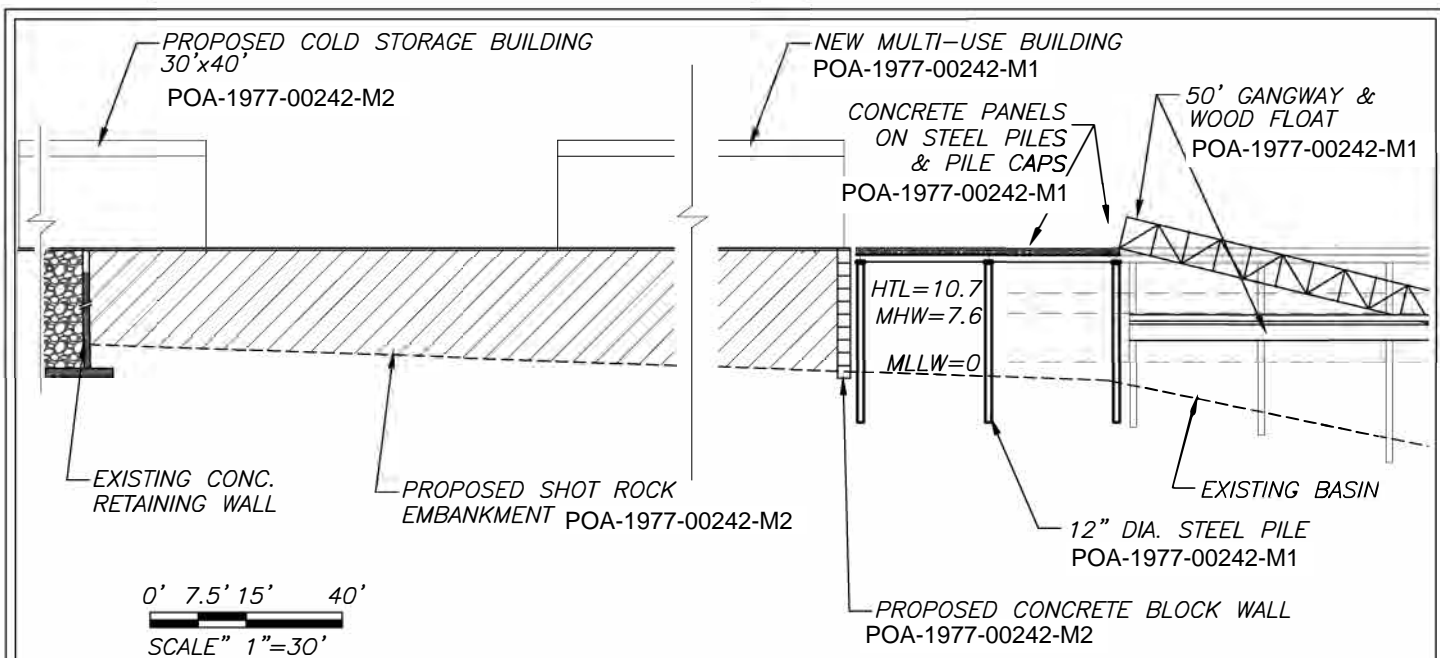 PROPOSED COLD STORAGE BUILDING
30'x40'
POA-1977-00242-M2
NEW MULTI-USE BUILDING
POA-1977-00242-M1
CONCRETE PANELS
ON STEEL PILES
& PILE CAPS
POA-1977-00242-M1
50' GANGWAY &
WOOD FLOAT
POA-1977-00242-M1
HTL=10.7
MHW=7.6
MLLW=0
EXISTING CONC.
RETAINING WALL
PROPOSED SHOT ROCK
EMBANKMENT POA-1977-00242-M2
EXISTING BASIN
12" DIA. STEEL PILE
POA-1977-00242-M1
PROPOSED CONCRETE BLOCK WALL
POA-1977-00242-M2
0' 7.5' 15' 40'
SCALE" 1"=30'